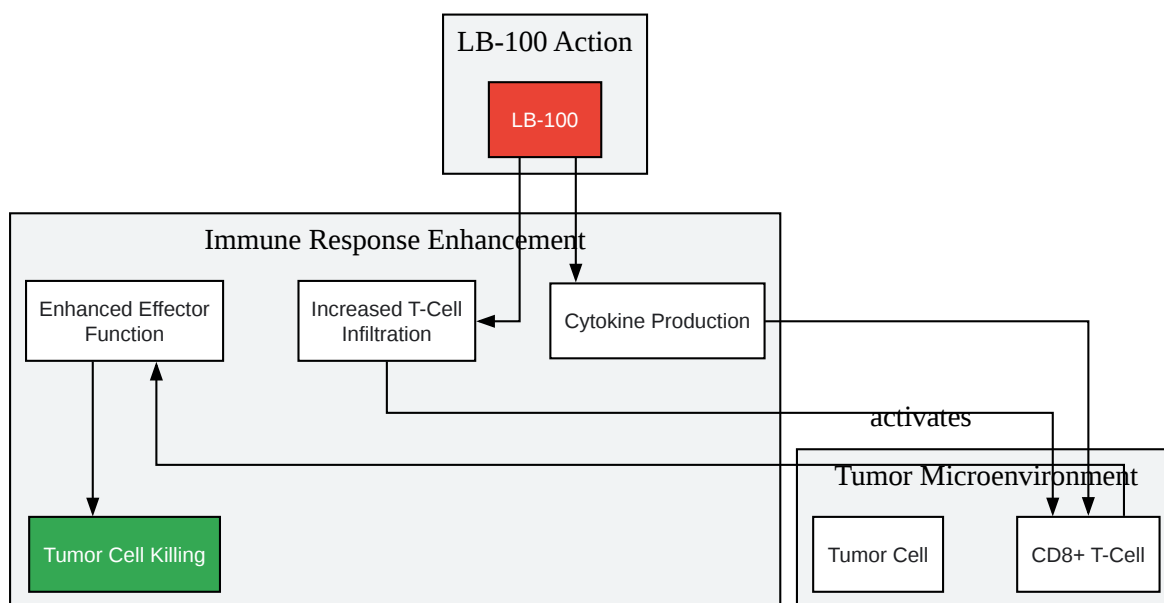 LB-100 Action
LB-100
Immune Response Enhancement
Enhanced Effector
Function
Increased T-Cell
Infiltration
Cytokine Production
activates
Tumor Microenvironment
Tumor Cell Killing
Tumor Cell
CD8+ T-Cell